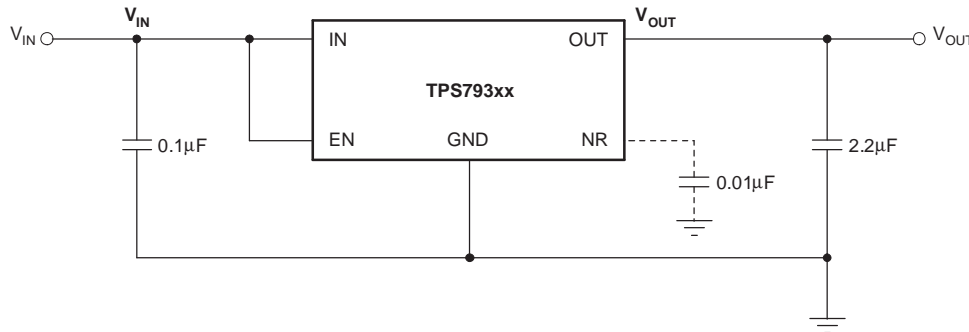 V_IN
V_OUT
V_IN
IN
OUT
V_OUT
TPS793xx
EN
GND
NR
0.1μF
2.2μF
0.01μF